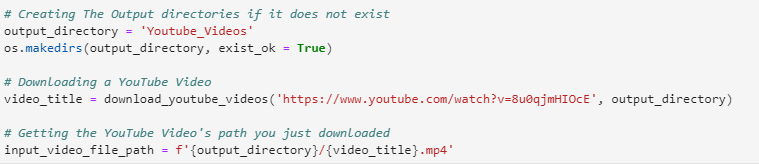 # Creating The Output directories if it does not exist
output_directory = 'Youtube_Videos'
os.makedirs(output_directory, exist_ok = True)
# Downloading a YouTube Video
video_title = download_youtube_videos('https://www.youtube.com/watch?v=8u0qjmHIOcE', output_directory)
# Getting the YouTube Video's path you just downloaded
input_video_file_path = f'{output_directory}/{video_title}.mp4'